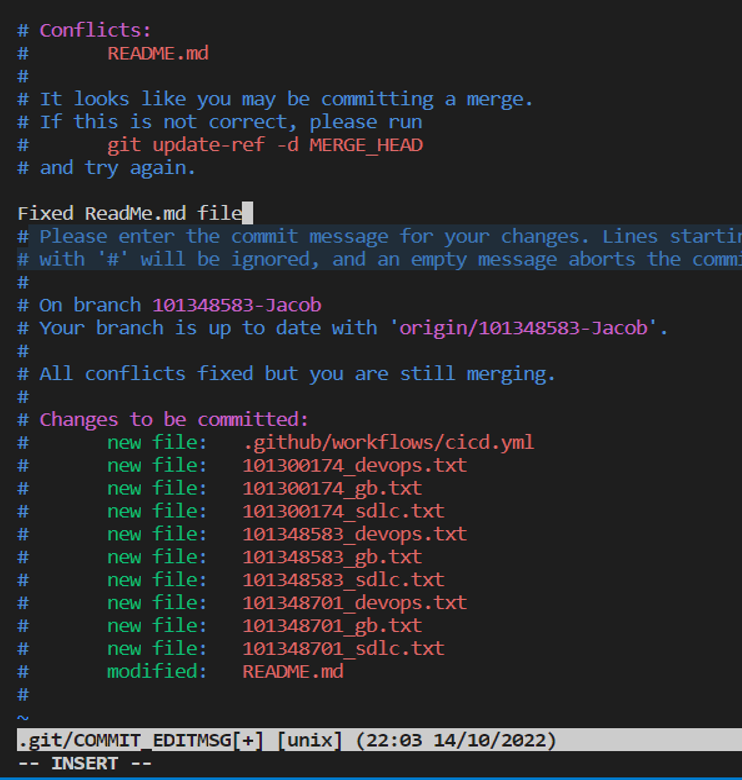 # Conflicts:
#       README.md
#
# It looks like you may be committing a merge.
# If this is not correct, please run
#       git update-ref -d MERGE_HEAD
# and try again.
Fixed ReadMe.md file
# Please enter the commit message for your changes. Lines
# with '#' will be ignored, and an empty message aborts the
#
# On branch 101348583-Jacob
# Your branch is up to date with 'origin/101348583-Jacob'.
#
# All conflicts fixed but you are still merging.
#
# Changes to be committed:
#       new file:   .github/workflows/cicd.yml
#       new file:   101300174_devops.txt
#       new file:   101300174_gb.txt
#       new file:   101300174_sdlc.txt
#       new file:   101348583_devops.txt
#       new file:   101348583_gb.txt
#       new file:   101348583_sdlc.txt
#       new file:   101348701_devops.txt
#       new file:   101348701_gb.txt
#       new file:   101348701_sdlc.txt
#       modified:   README.md
#
~
.git/COMMIT_EDITMSG[+] [unix] (22:03 14/10/2022)
-- INSERT --